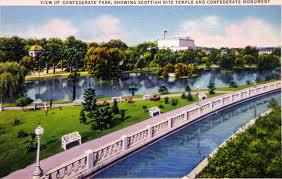 VIEW OF CONFEDERATE PARK, SHOWING SCOTTISH RITE TEMPLE AND CONFEDERATE MONUMENT